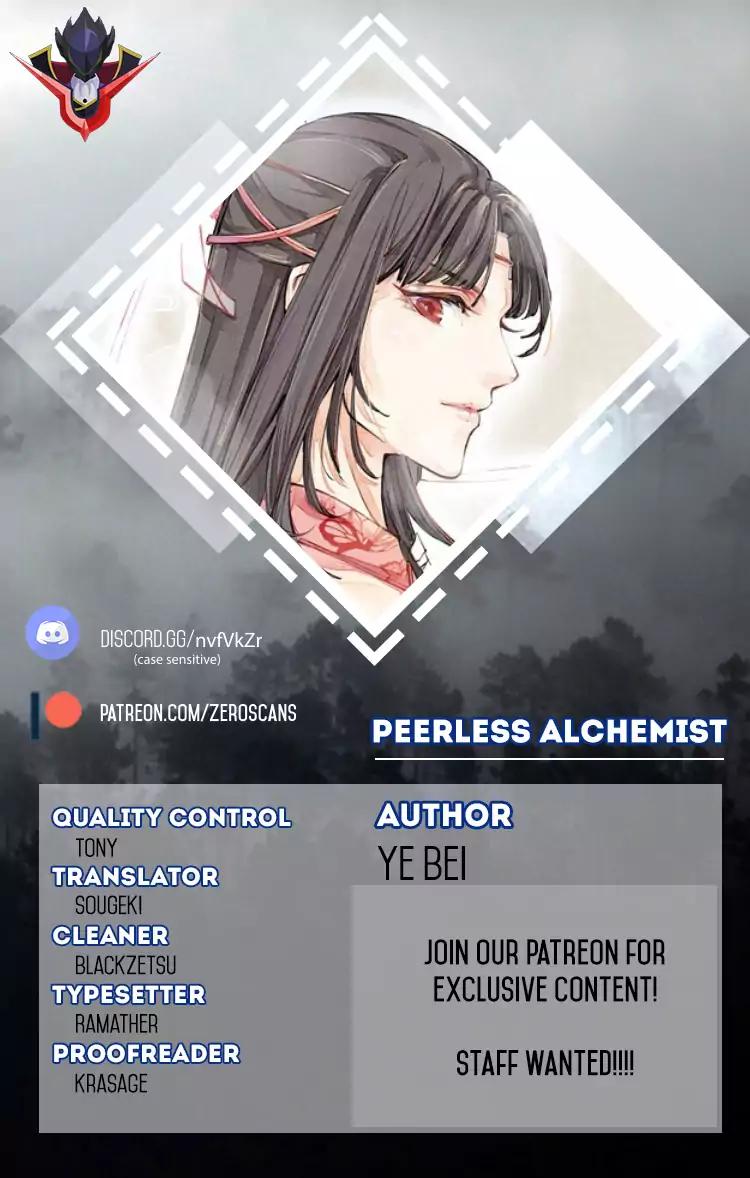 DISCORD.GG/nvfVkZr
(case sensitive)
PATREON.COM/ZEROSCANS
PEERLESS ALCHEMIST
QUALITY CONTROL
TONY
TRANSLATOR
SOUGEKI
CLEANER
BLACKZETSU
TYPESETTER
RAMATHER
PROOFREADER
KRASAGE
AUTHOR
YE BEI
JOIN OUR PATREON FOR
EXCLUSIVE CONTENT!
STAFF WANTED!!!!